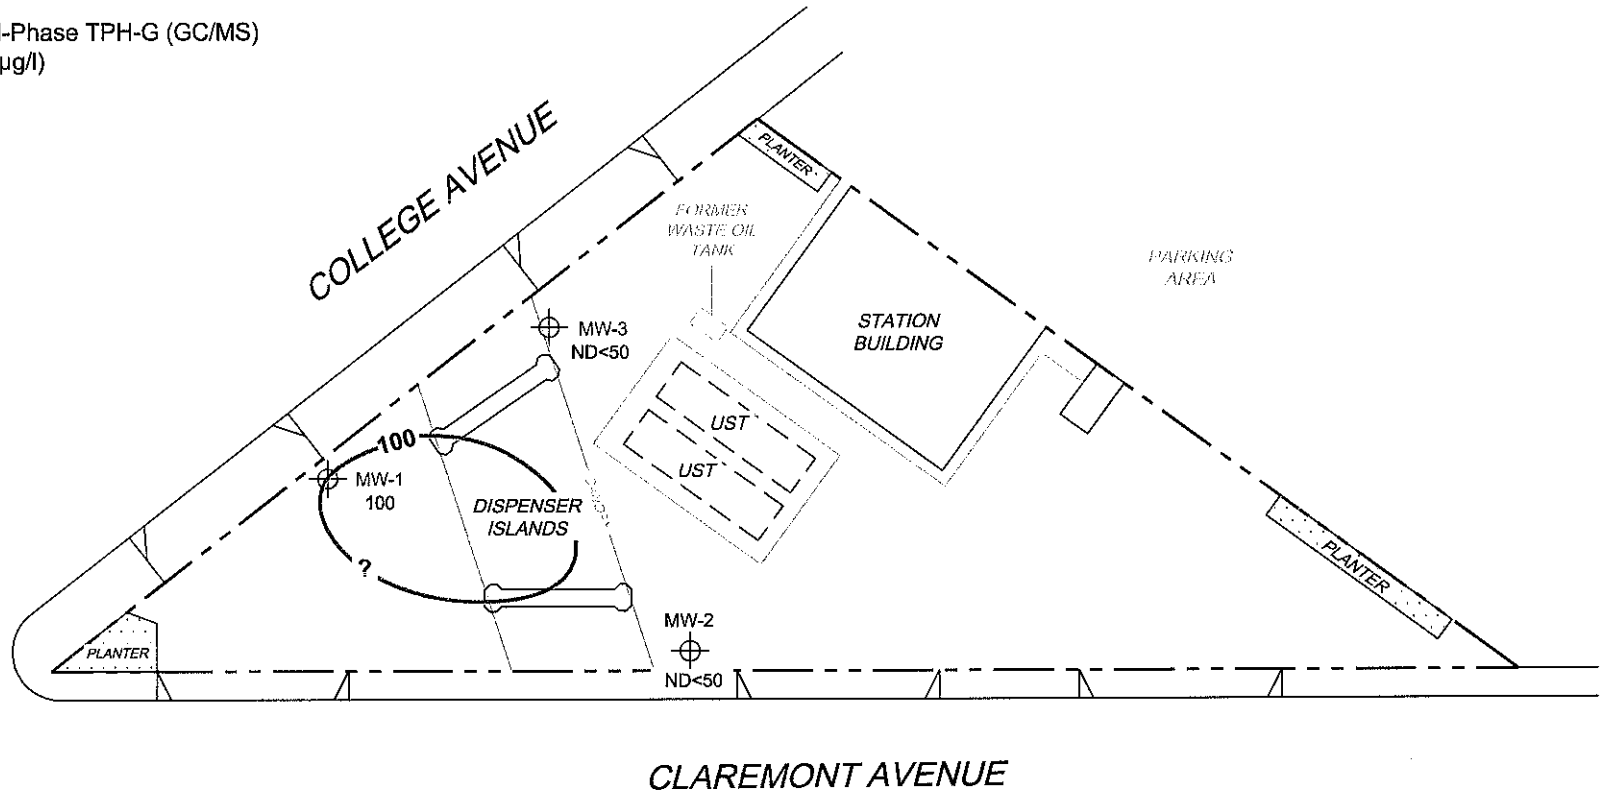 l-Phase TPH-G (GC/MS)
µg/l)
COLLEGE AVENUE
PLANTER
FORMER
WASTE OIL
TANK
PARKING
AREA
STATION
BUILDING
MW-3
ND<50
UST
UST
100
MW-1
100
DISPENSER
ISLANDS
?
PLANTER
PLANTER
MW-2
ND<50
CLAREMONT AVENUE